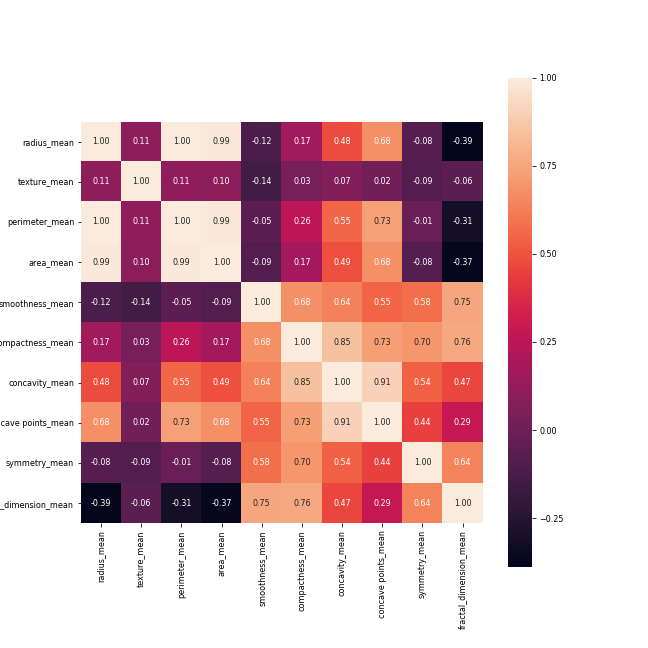 1.00
radius_mean 1.00 0.11 1.00 0.99 -0.12 0.17 0.48 0.68 -0.08 -0.39
0.75
texture_mean 0.11 1.00 0.11 0.10 -0.14 0.03 0.07 0.02 -0.09 -0.06
perimeter_mean 1.00 0.11 1.00 0.99 -0.05 0.26 0.55 0.73 -0.01 -0.31
0.50
area_mean 0.99 0.10 0.99 1.00 -0.09 0.17 0.49 0.68 -0.08 -0.37
smoothness_mean -0.12 -0.14 -0.05 -0.09 1.00 0.68 0.64 0.55 0.58 0.75
0.25
ompactness_mean 0.17 0.03 0.26 0.17 0.68 1.00 0.85 0.73 0.70 0.76
concavity_mean 0.48 0.07 0.55 0.49 0.64 0.85 1.00 0.91 0.54 0.47
cave points_mean 0.68 0.02 0.73 0.68 0.55 0.73 0.91 1.00 0.44 0.29
0.00
symmetry_mean -0.08 -0.09 -0.01 -0.08 0.58 0.70 0.54 0.44 1.00 0.64
_dimension_mean -0.39 -0.06 -0.31 -0.37 0.75 0.76 0.47 0.29 0.64 1.00
−0.25
radius_mean
texture_mean
perimeter_mean
area_mean
smoothness_mean
compactness_mean
concavity_mean
concave points_mean
symmetry_mean
fractal_dimension_mean